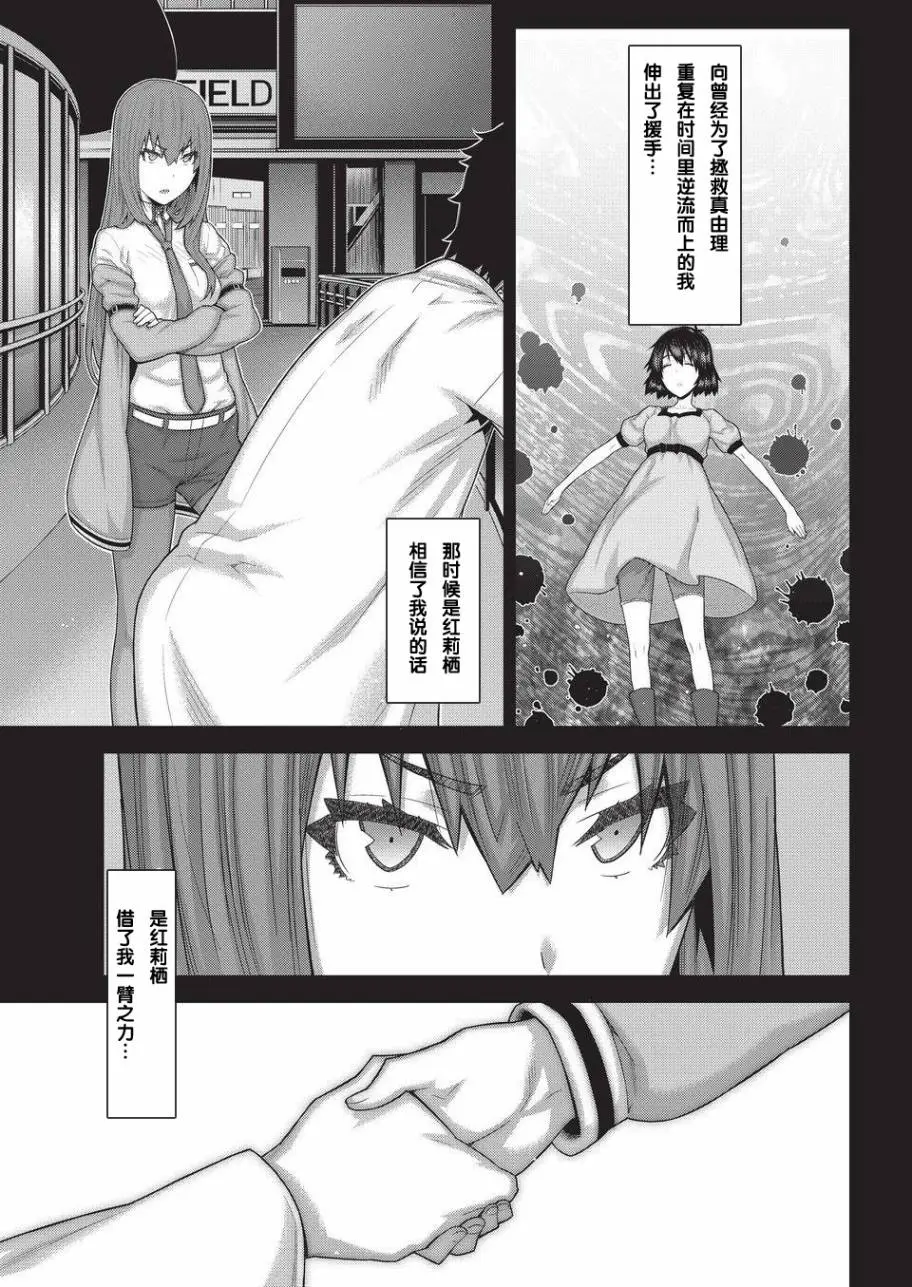 向曾经为了拯救真由理
重复在时间里逆流而上的我
伸出了援手…
FIELD
那时候是红莉栖
相信了我说的话
是红莉栖
借了我一臂之力…